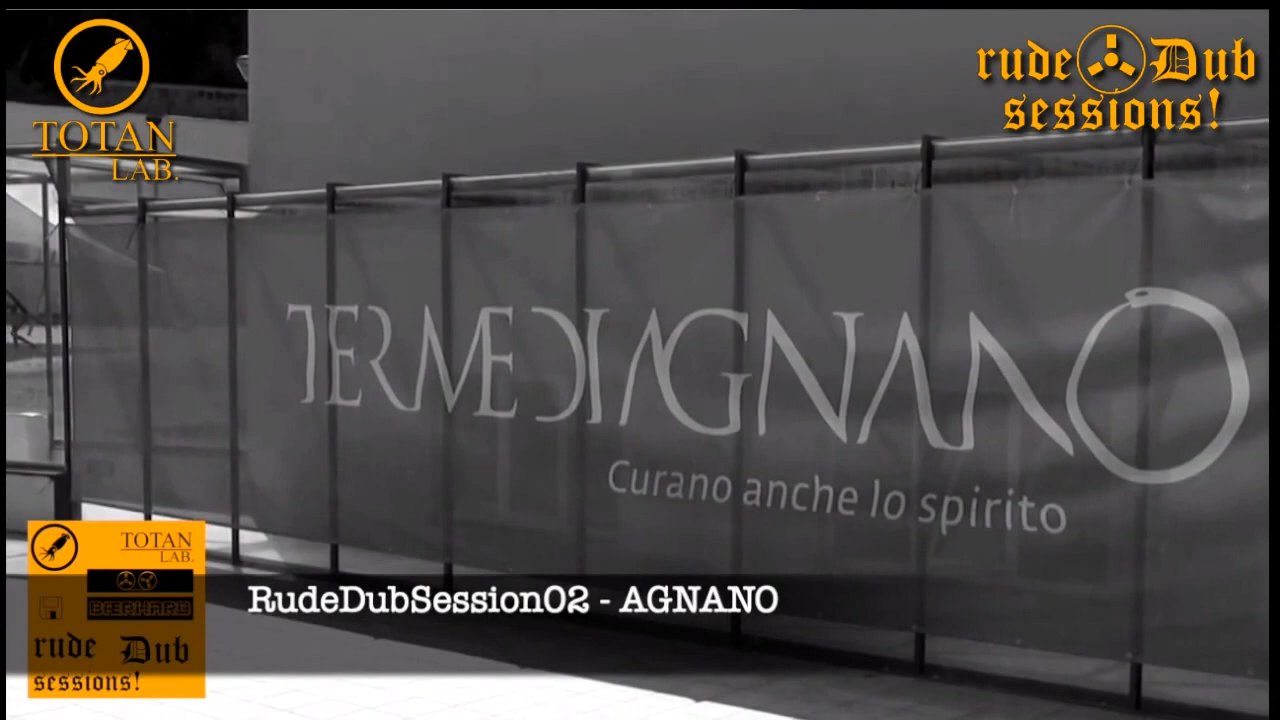 TOTAN
LAB.
rude Dub
sessions!
TERME DI AGNANO
Curano anche lo spirito
TOTAN
LAB.
BERHARD
rude Dub
sessions!
RudeDubSession02 - AGNANO